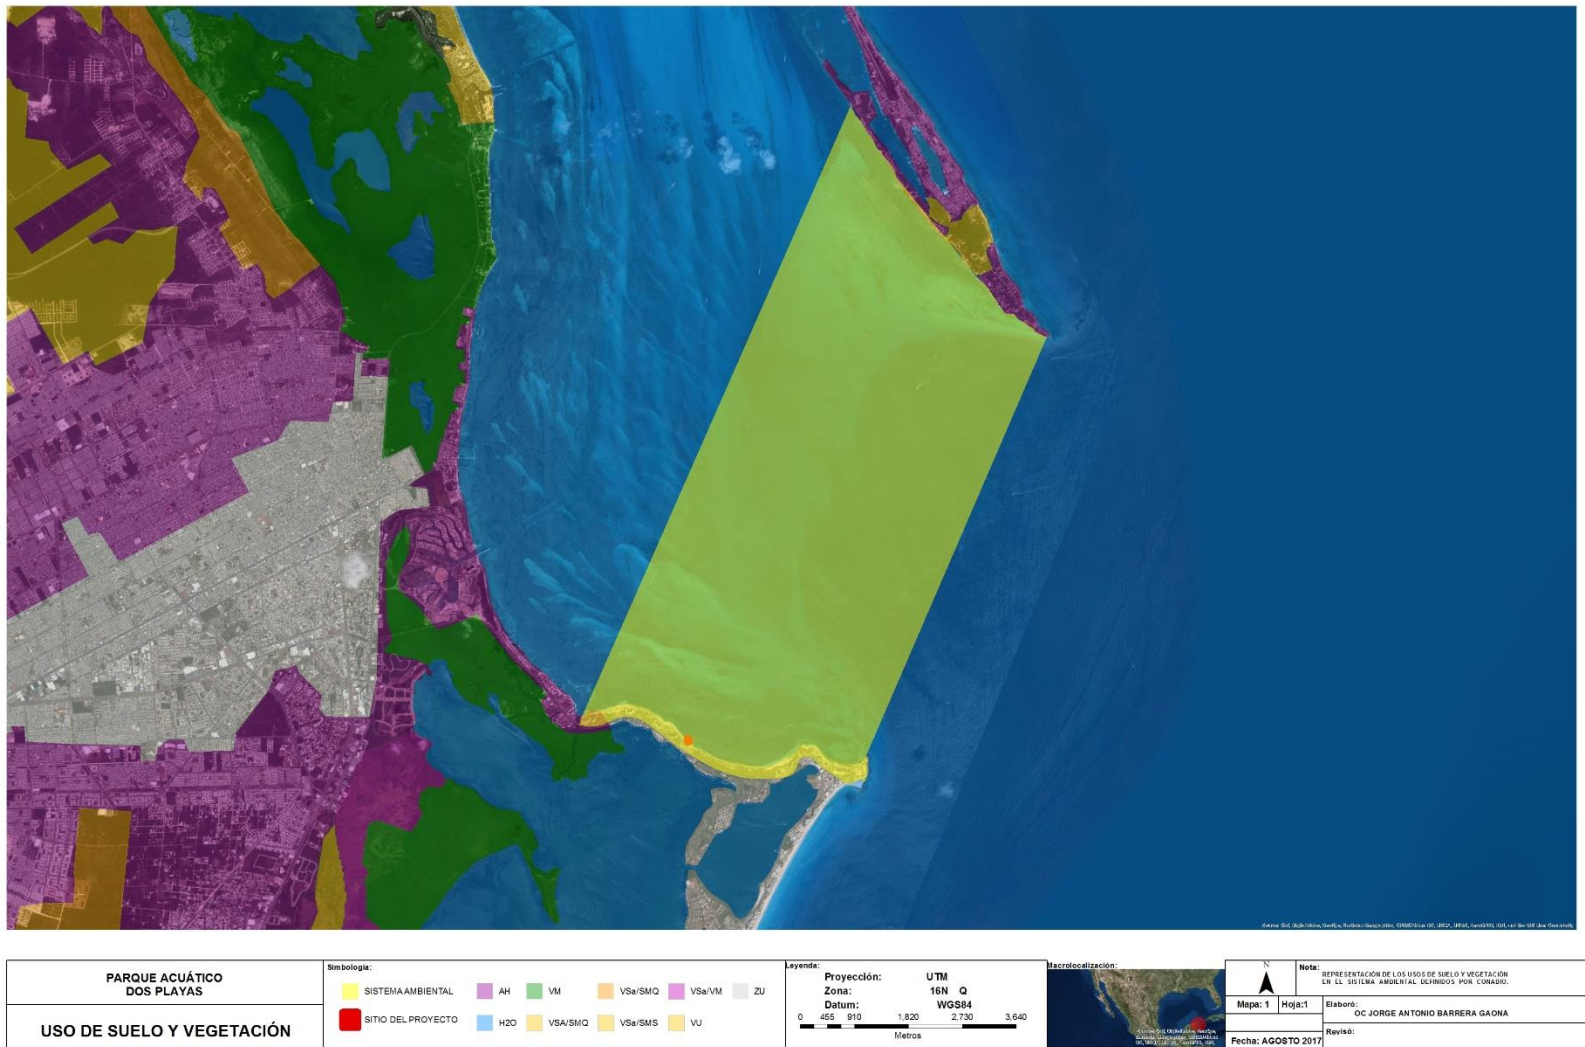 PARQUE ACUÁTICO
DOS PLAYAS
USO DE SUELO Y VEGETACIÓN
Simbologia:
SISTEMA AMBIENTAL
AH
VM
VSa/SMQ
VSa/VM
ZU
SITIO DEL PROYECTO
H2O
VSA/SMQ
VSa/SMS
VU
Leyenda:
Proyección: UTM
Zona: 16N Q
Datum: WGS84
0 455 910 1,820 2,730 3,640
Metros
Macrolocalización:
N
Mapa: 1 Hoja:1
Fecha: AGOSTO 2017
Nota:
REPRESENTACIÓN DE LOS USOS DE SUELO Y VEGETACIÓN
EN EL SISTEMA AMBIENTAL DEFINIDOS POR CONABIO.
Elaboró:
OC JORGE ANTONIO BARRERA GAONA
Revisó: